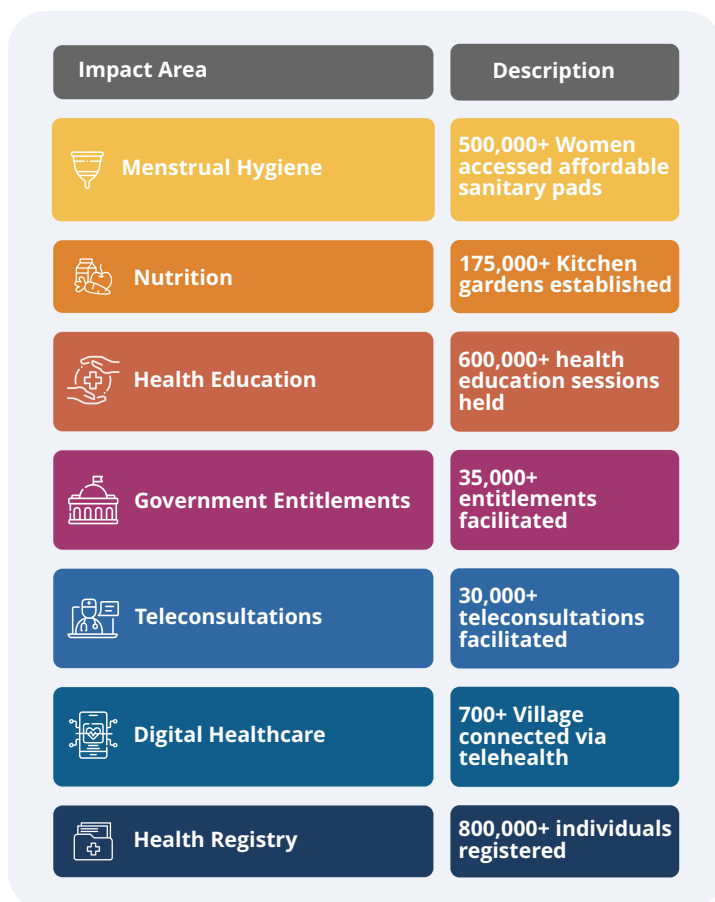 Impact Area
Description
Menstrual Hygiene
500,000+ Women
accessed affordable
sanitary pads
Nutrition
175,000+ Kitchen
gardens established
Health Education
600,000+ health
education sessions
held
Government Entitlements
35,000+
entitlements
facilitated
Teleconsultations
30,000+
teleconsultations
facilitated
Digital Healthcare
700+ Village
connected via
telehealth
Health Registry
800,000+ individuals
registered